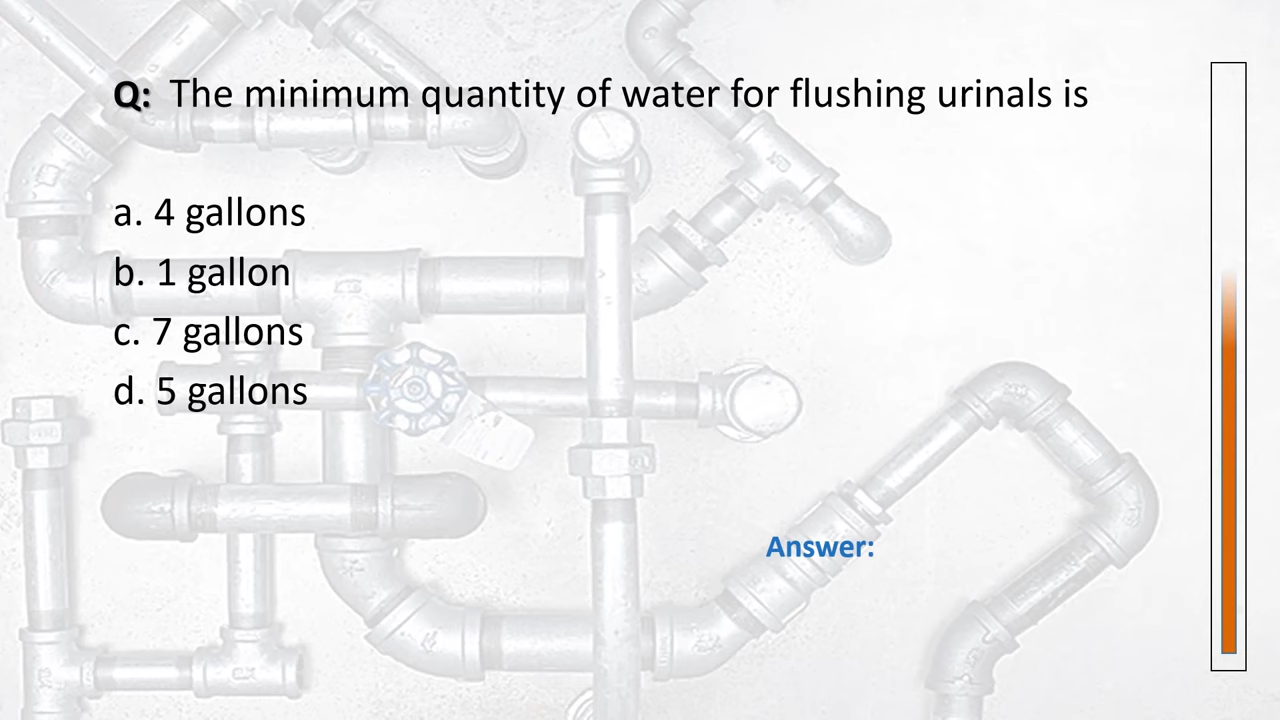 Q: The minimum quantity of water for flushing urinals is
a. 4 gallons
b. 1 gallon
c. 7 gallons
d. 5 gallons
Answer: